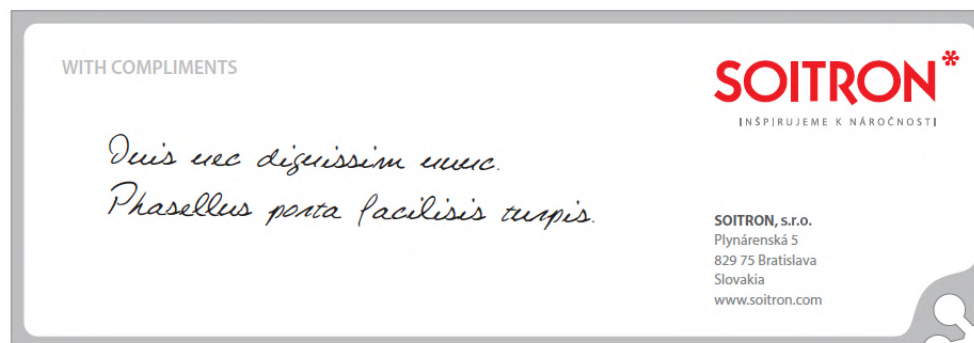 WITH COMPLIMENTS
SOITRON*
INŠPIRUJEME K NÁROČNOSTI
Duis nec dignissim nunc.
Phasellus porta facilisis turpis.
SOITRON, s.r.o.
Plynárenská 5
829 75 Bratislava
Slovakia
www.soitron.com